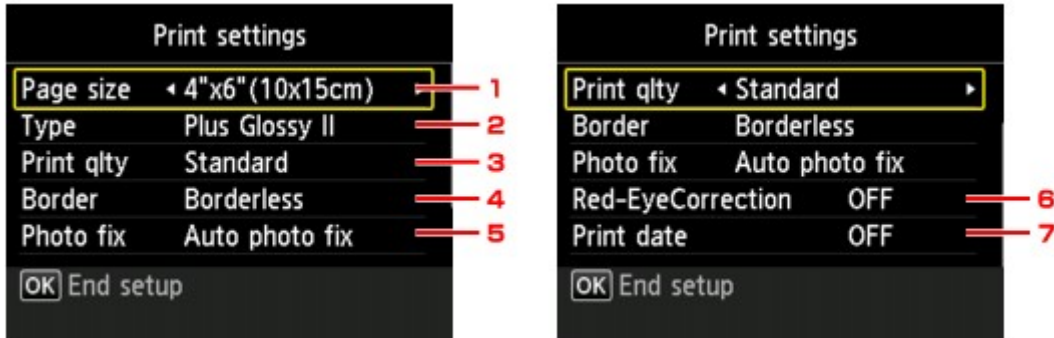 Print settings
Page size 4"x6"(10x15cm) 1
Type Plus Glossy II 2
Print qlty Standard 3
Border Borderless 4
Photo fix Auto photo fix 5
OK End setup
Print settings
Print qlty Standard
Border Borderless
Photo fix Auto photo fix
Red-EyeCorrection OFF 6
Print date OFF 7
OK End setup